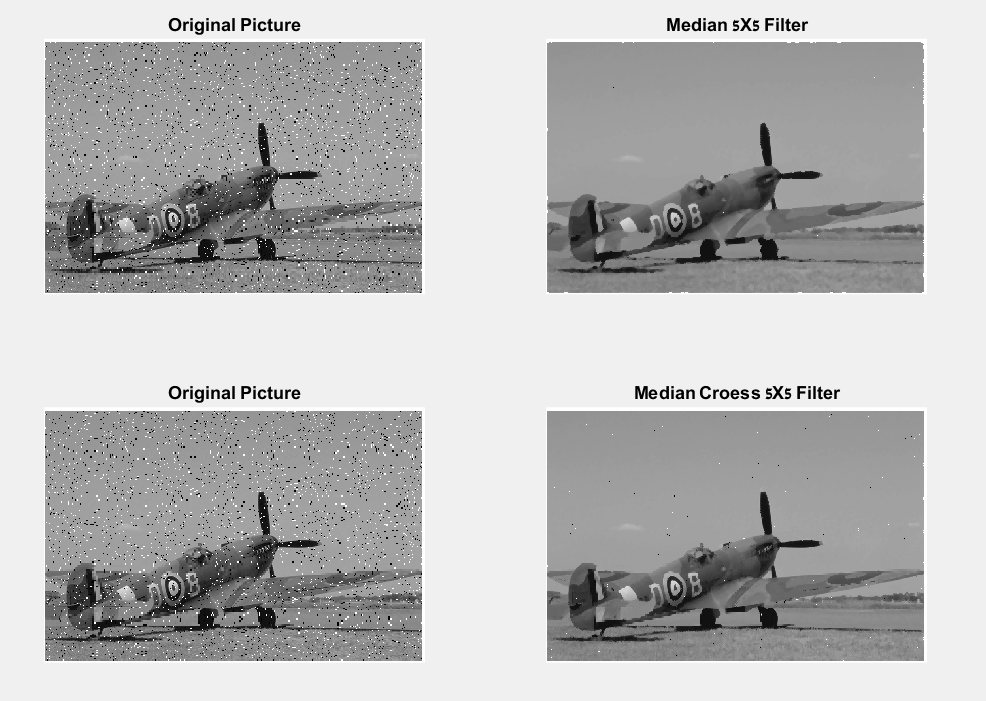 Original Picture
Median 5X5 Filter
D B
D B
Original Picture
Median Croess 5X5 Filter
D B
D B